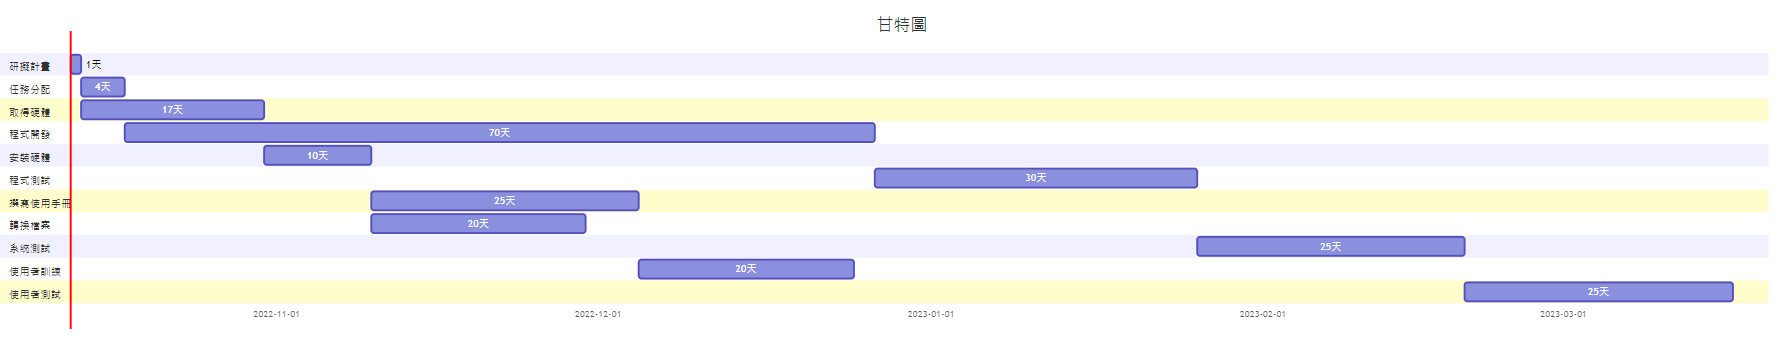 甘特圖
研擬計畫 1天
任務分配 4天
取得硬體 17天
程式開發 70天
安裝硬體 10天
程式測試 30天
撰寫使用手冊 25天
轉換檔案 20天
系統測試 25天
使用者訓練 20天
使用者測試 25天
2022-11-01 2022-12-01 2023-01-01 2023-02-01 2023-03-01